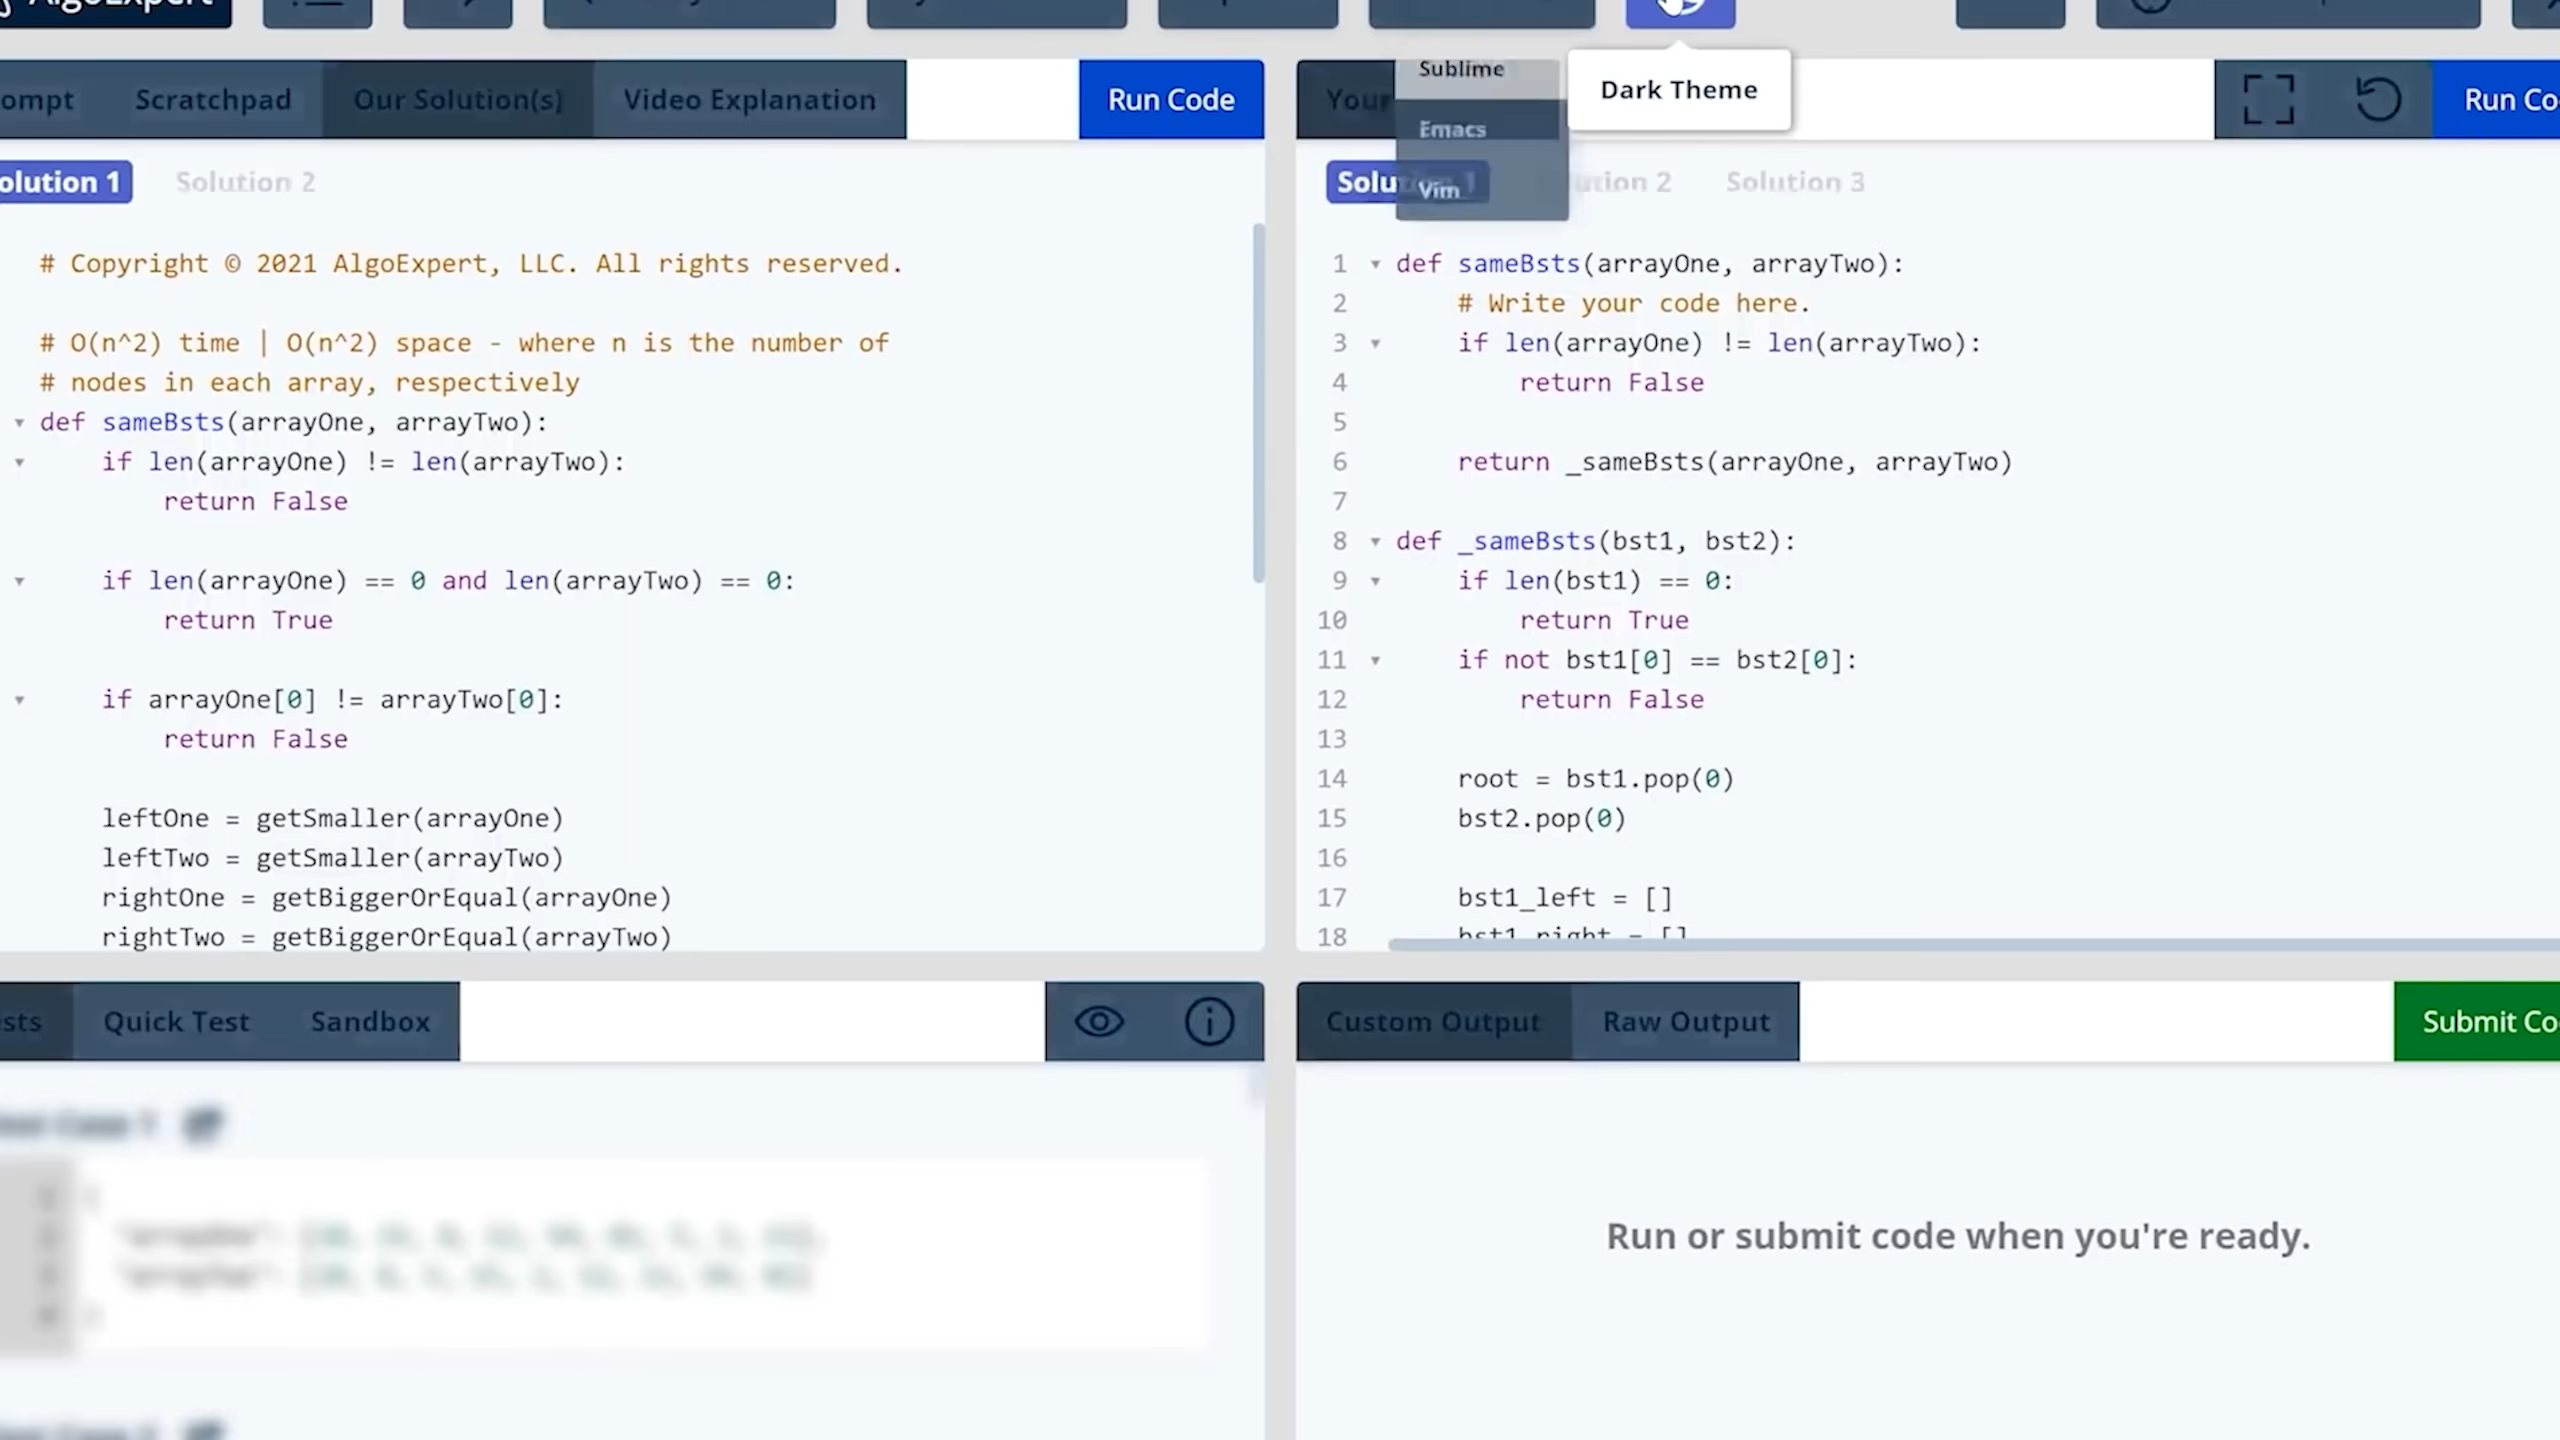 AlgoExpert
Dark Theme
ompt Scratchpad Our Solution(s) Video Explanation Run Code
olution 1 Solution 2
# Copyright © 2021 AlgoExpert, LLC. All rights reserved.
# O(n^2) time | O(n^2) space - where n is the number of
# nodes in each array, respectively
def sameBsts(arrayOne, arrayTwo):
if len(arrayOne) != len(arrayTwo):
return False
if len(arrayOne) == 0 and len(arrayTwo) == 0:
return True
if arrayOne[0] != arrayTwo[0]:
return False
leftOne = getSmaller(arrayOne)
leftTwo = getSmaller(arrayTwo)
rightOne = getBiggerOrEqual(arrayOne)
rightTwo = getBiggerOrEqual(arrayTwo)
Your Run Co
Sublime
Emacs
Vim
Solution 1 ution 2 Solution 3
1 def sameBsts(arrayOne, arrayTwo):
2 # Write your code here.
3 if len(arrayOne) != len(arrayTwo):
4 return False
5
6 return _sameBsts(arrayOne, arrayTwo)
7
8 def _sameBsts(bst1, bst2):
9 if len(bst1) == 0:
10 return True
11 if not bst1[0] == bst2[0]:
12 return False
13
14 root = bst1.pop(0)
15 bst2.pop(0)
16
17 bst1_left = []
18 bst1_right = []
sts Quick Test Sandbox
Custom Output Raw Output Submit Co
Run or submit code when you're ready.